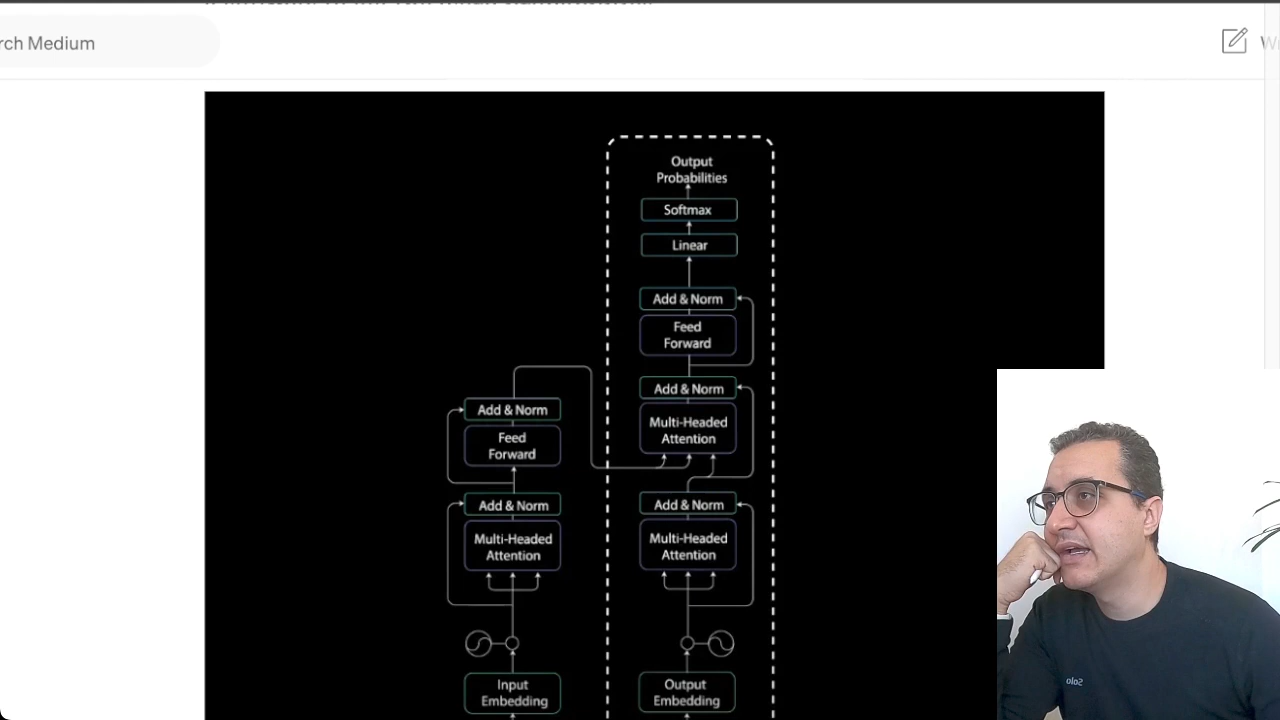 rch Medium
Output
Probabilities
Softmax
Linear
Add & Norm
Feed
Forward
Add & Norm
Multi-Headed
Attention
Add & Norm
Multi-Headed
Attention
Output
Embedding
Add & Norm
Feed
Forward
Add & Norm
Multi-Headed
Attention
Input
Embedding
Solo